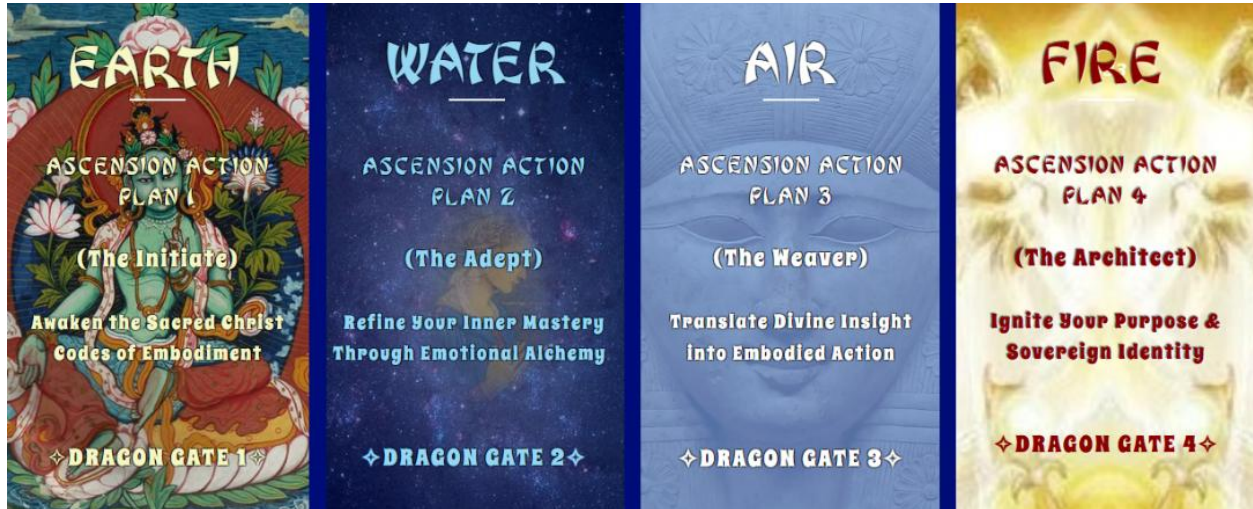 EARTH
ASCENSION ACTION
PLAN 1
(The Initiate)
Awaken the Sacred Christ
Codes of Embodiment
✧DRAGON GATE 1✧
WATER
ASCENSION ACTION
PLAN 2
(The Adept)
Refine Your Inner Mastery
Through Emotional Alchemy
✧DRAGON GATE 2✧
AIR
ASCENSION ACTION
PLAN 3
(The Weaver)
Translate Divine Insight
into Embodied Action
✧DRAGON GATE 3✧
FIRE
ASCENSION ACTION
PLAN 4
(The Architect)
Ignite Your Purpose &
Sovereign Identity
✧DRAGON GATE 4✧